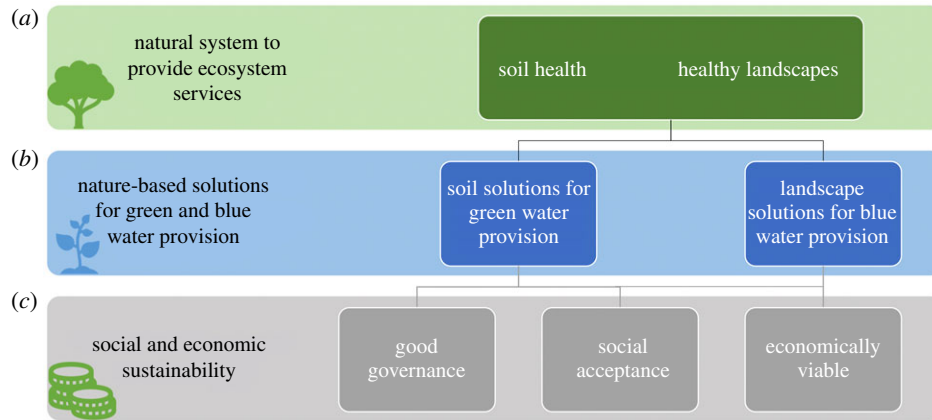 (a)
natural system to
provide ecosystem
services
soil health
healthy landscapes
(b)
nature-based solutions
for green and blue
water provision
soil solutions for
green water
provision
landscape
solutions for blue
water provision
(c)
social and economic
sustainability
good
governance
social
acceptance
economically
viable